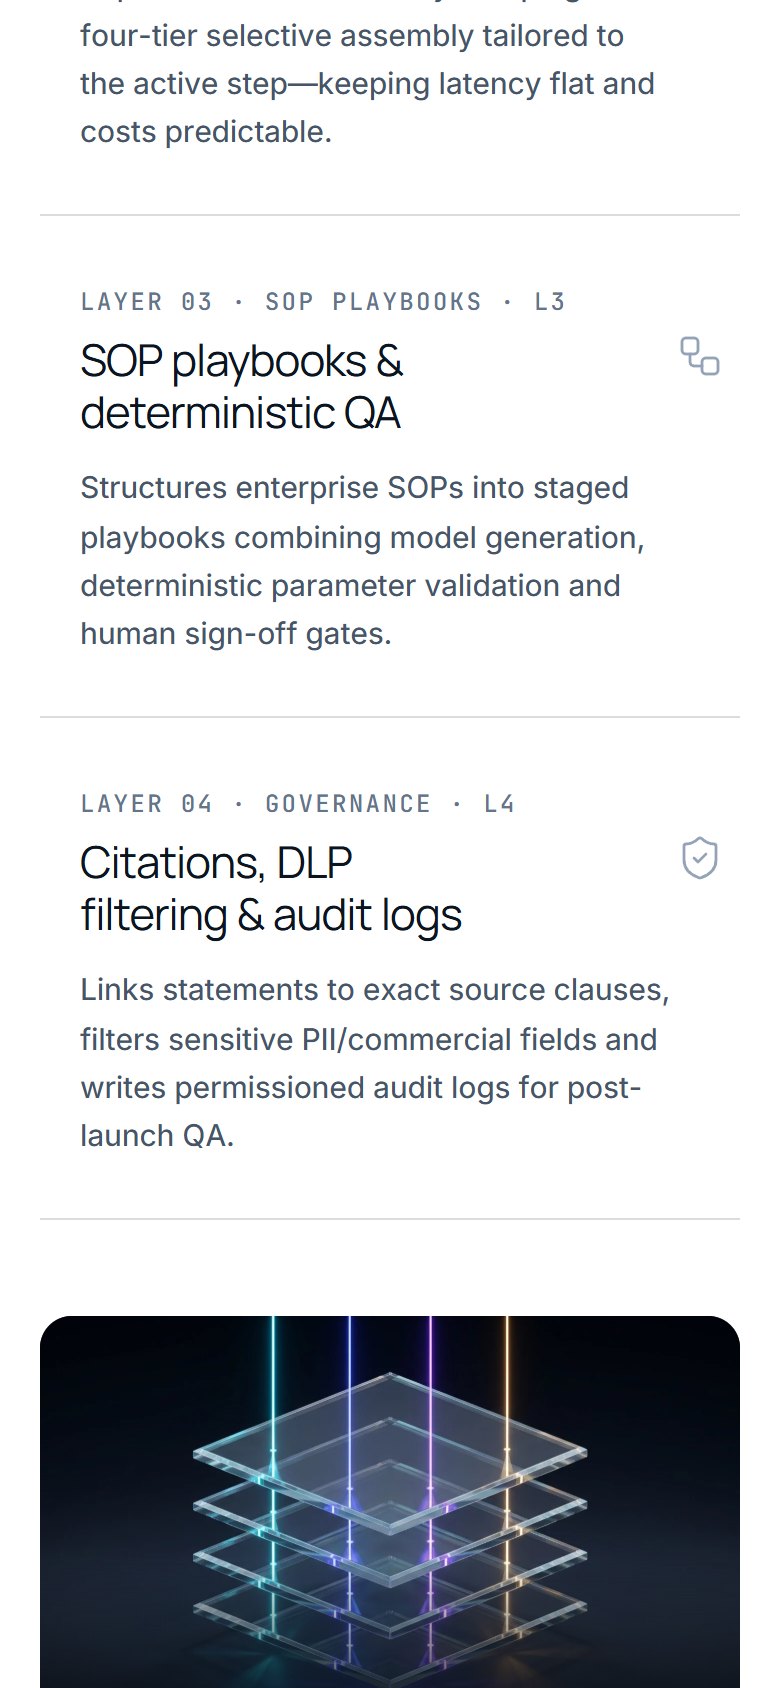 four-tier selective assembly tailored to
the active step—keeping latency flat and
costs predictable.
LAYER 03 · SOP PLAYBOOKS · L3
SOP playbooks &
deterministic QA
Structures enterprise SOPs into staged
playbooks combining model generation,
deterministic parameter validation and
human sign-off gates.
LAYER 04 · GOVERNANCE · L4
Citations, DLP
filtering & audit logs
Links statements to exact source clauses,
filters sensitive PII/commercial fields and
writes permissioned audit logs for post-
launch QA.